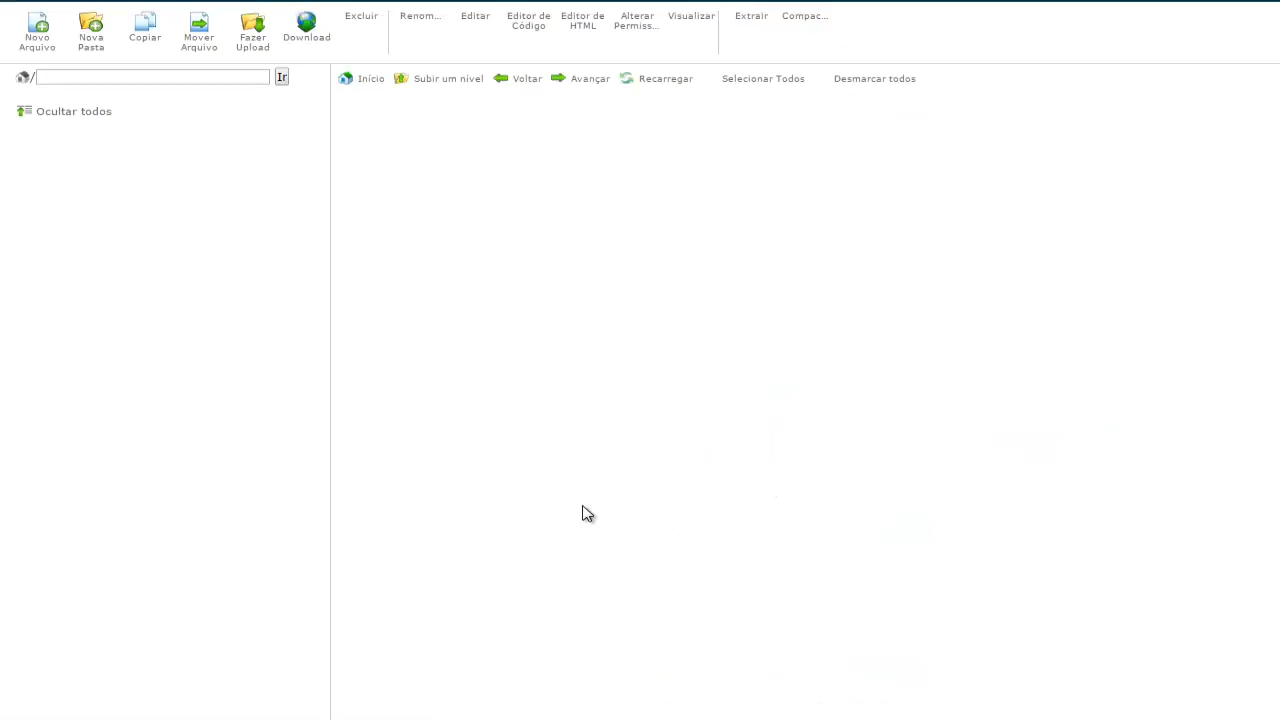 Novo
Arquivo
Nova
Pasta
Copiar
Mover
Arquivo
Fazer
Upload
Download
Excluir
Renom...
Editar
Editor de
Código
Editor de
HTML
Alterar
Permiss...
Visualizar
Extrair
Compac...
/
Ir
Início
Subir um nível
Voltar
Avançar
Recarregar
Selecionar Todos
Desmarcar todos
Ocultar todos